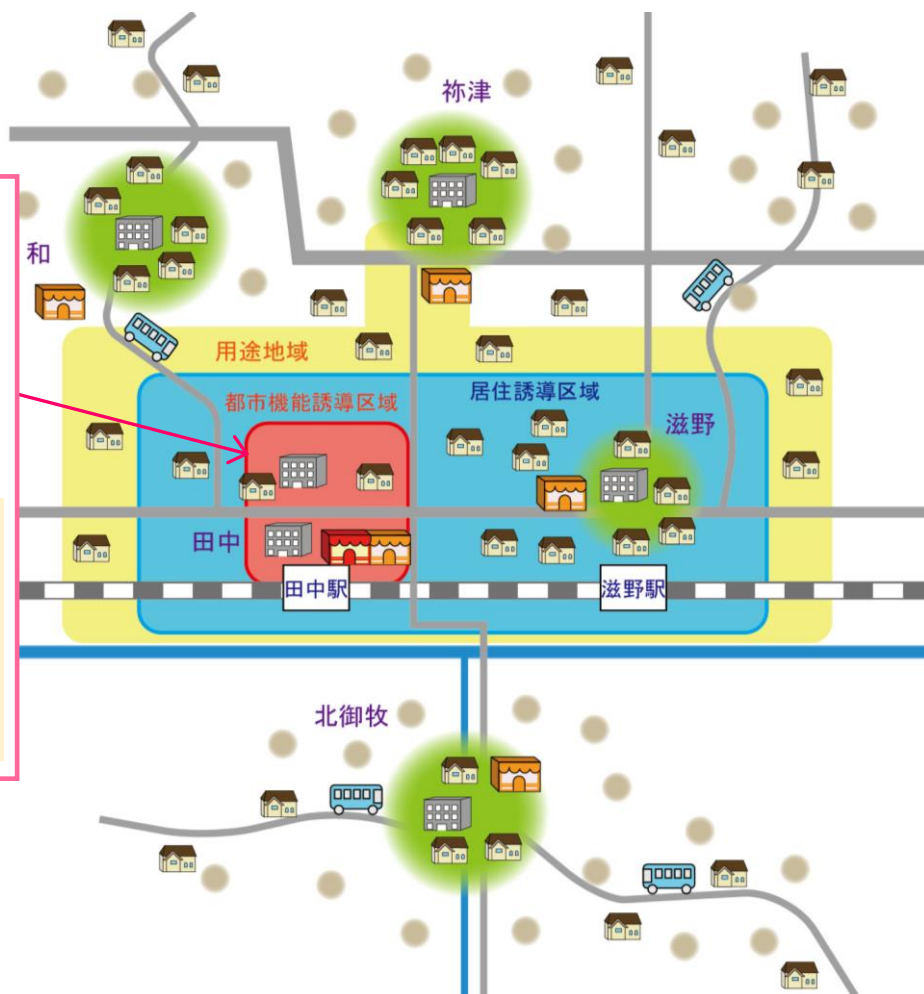 祢津
和
用途地域
都市機能誘導区域
居住誘導区域
滋野
田中
田中駅
滋野駅
北御牧